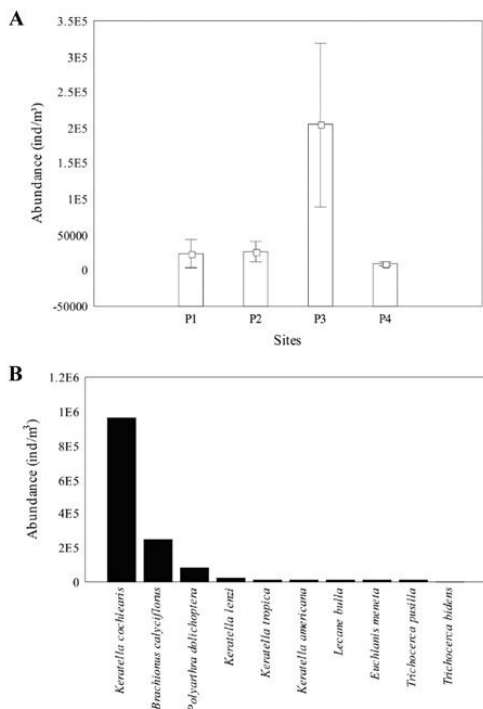 A
3.5E5
3E5
2.5E5
2E5
1.5E5
1E5
50000
0
-50000
Abundance (ind/m³)
P1 P2 P3 P4
Sites
B
1.2E6
1E6
8E5
6E5
4E5
2E5
0
Abundance (ind/m³)
Keratella cochlearis
Brachionus calyciflorus
Polyarthra dolichoptera
Keratella lenzi
Keratella tropica
Keratella americana
Lecane bulla
Euchlanis meneta
Trichocerca pusilla
Trichocerca bidens